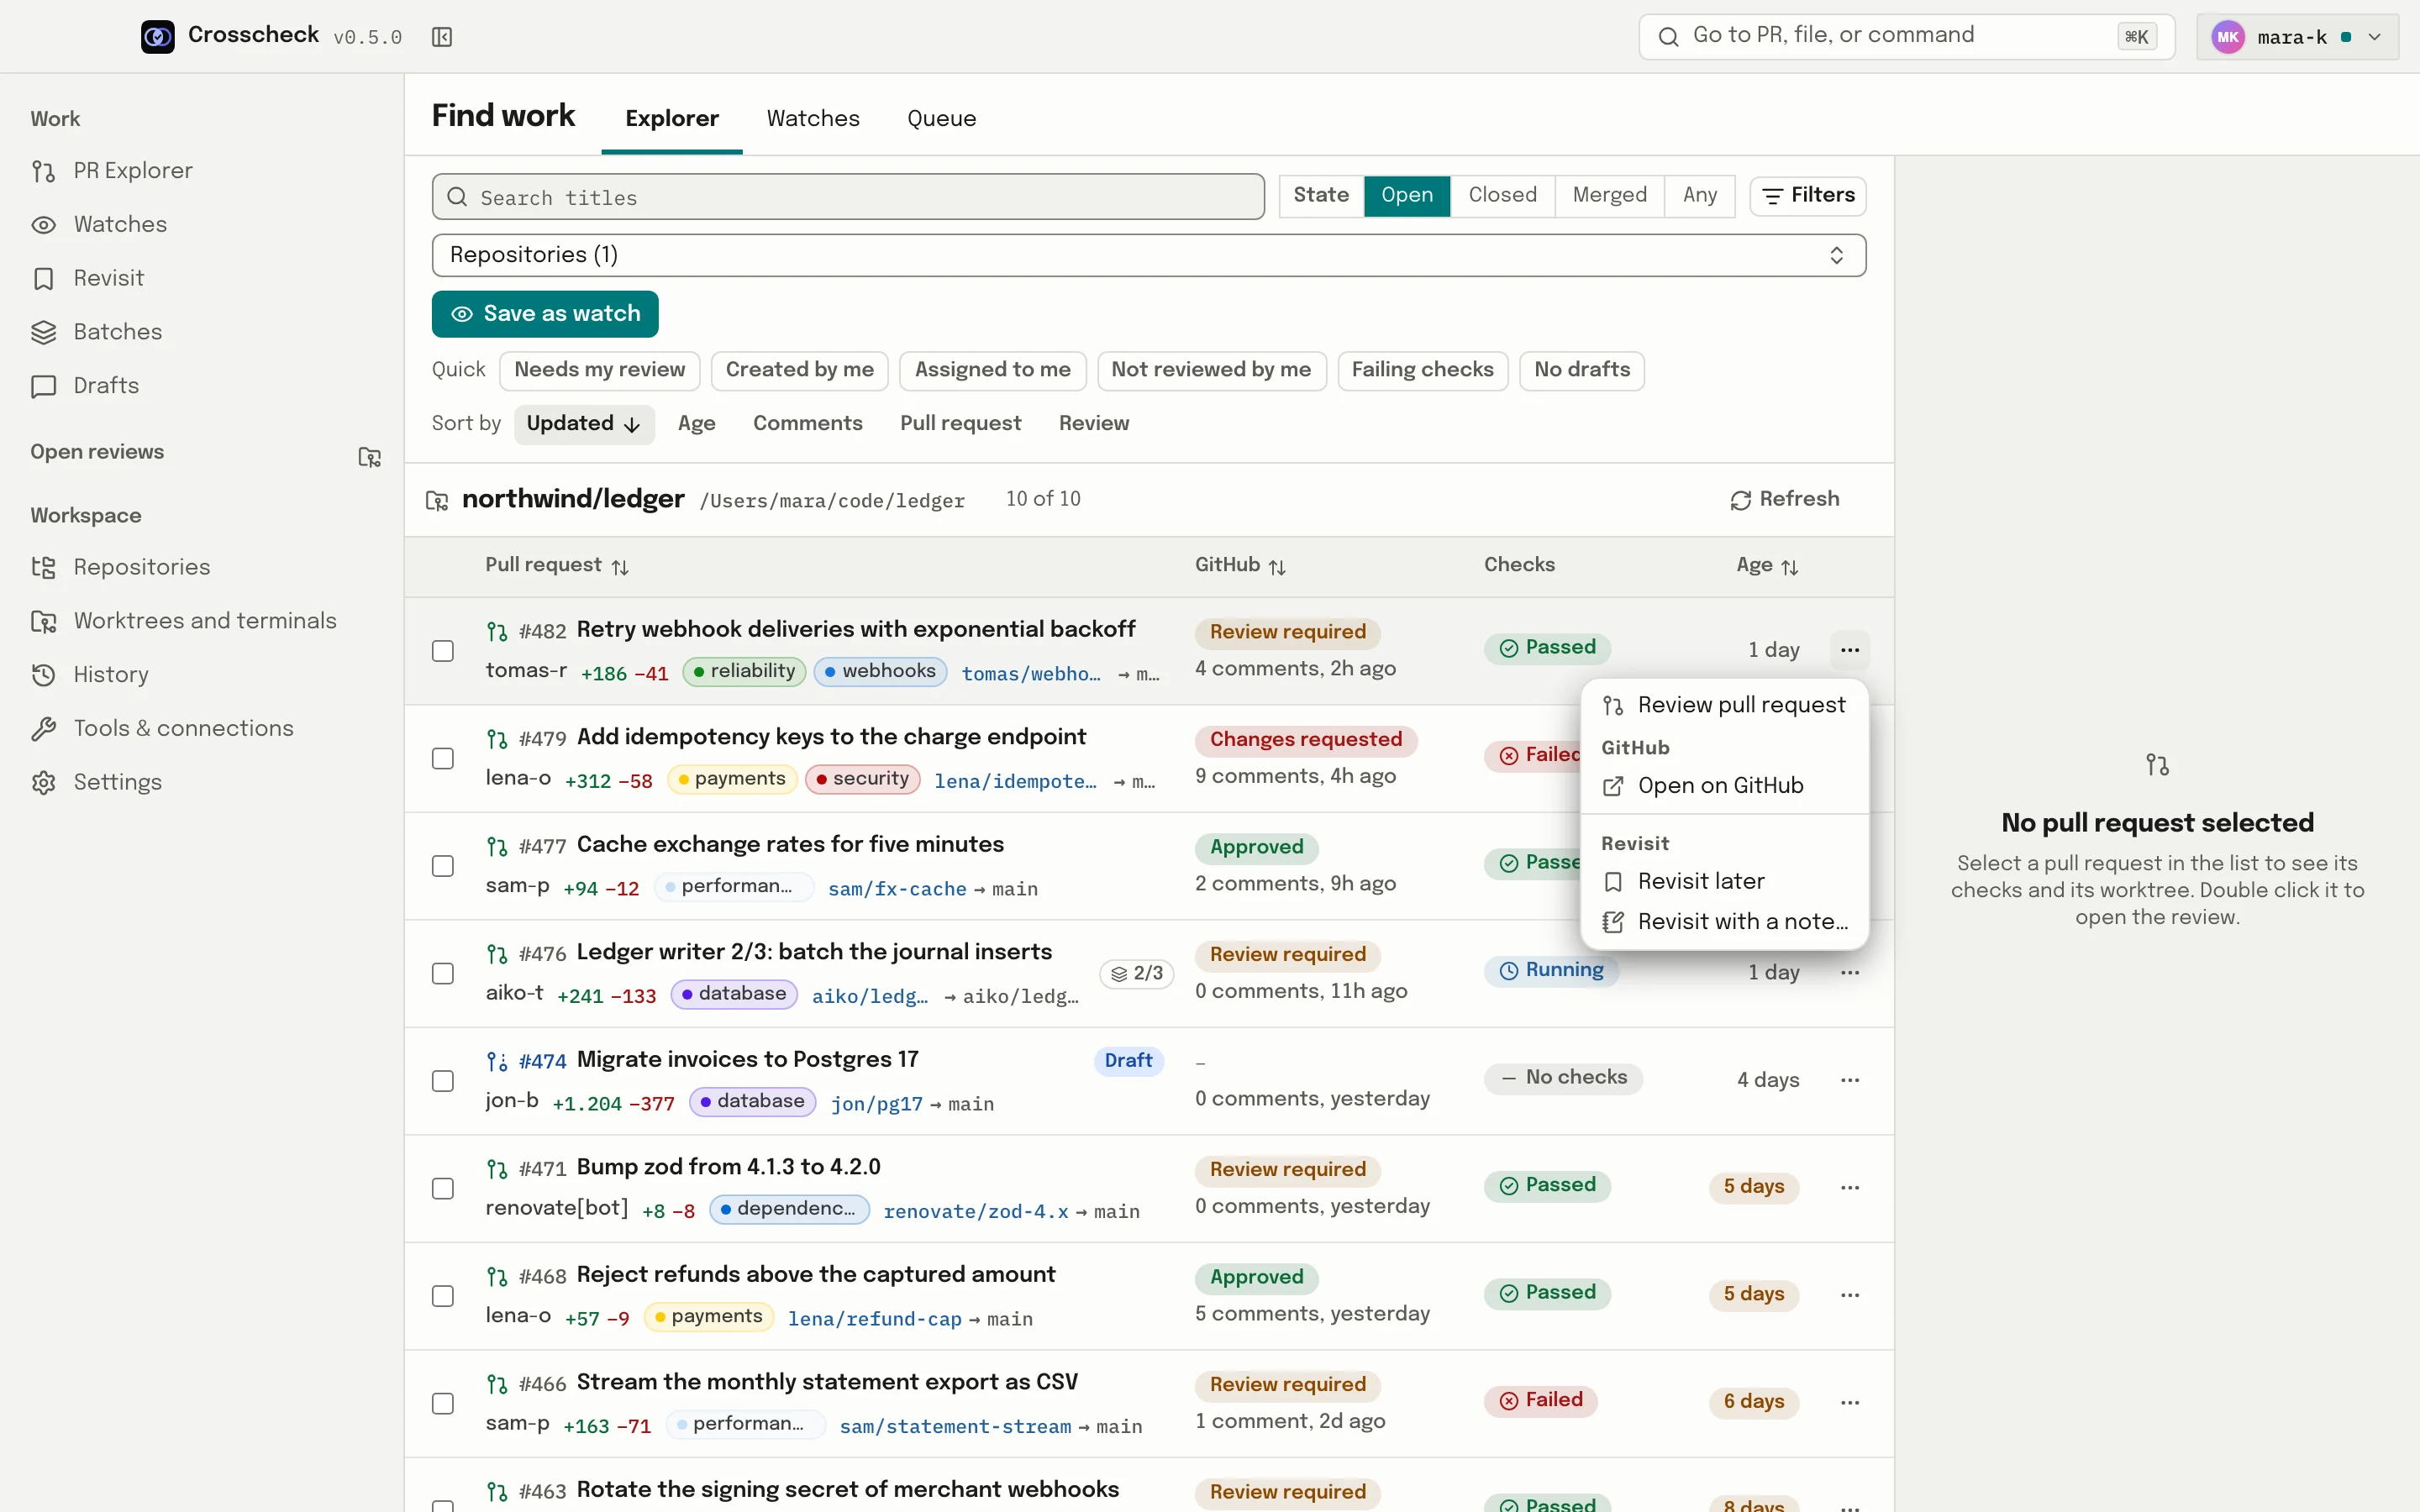 Crosscheck v0.5.0
Go to PR, file, or command ⌘K
MK mara-k
Work
PR Explorer
Watches
Revisit
Batches
Drafts
Open reviews
Workspace
Repositories
Worktrees and terminals
History
Tools & connections
Settings
Find work Explorer Watches Queue
Search titles
State Open Closed Merged Any Filters
Repositories (1)
Save as watch
Quick Needs my review Created by me Assigned to me Not reviewed by me Failing checks No drafts
Sort by Updated ↓ Age Comments Pull request Review
northwind/ledger /Users/mara/code/ledger 10 of 10 Refresh
Pull request GitHub Checks Age
#482 Retry webhook deliveries with exponential backoff Review required Passed 1 day
tomas-r +186 −41 reliability webhooks tomas/webho… → m… 4 comments, 2h ago
#479 Add idempotency keys to the charge endpoint Changes requested Failed
lena-o +312 −58 payments security lena/idempote… → m… 9 comments, 4h ago
#477 Cache exchange rates for five minutes Approved Passe
sam-p +94 −12 performan… sam/fx-cache → main 2 comments, 9h ago
#476 Ledger writer 2/3: batch the journal inserts 2/3 Review required Running 1 day
aiko-t +241 −133 database aiko/ledg… → aiko/ledg… 0 comments, 11h ago
#474 Migrate invoices to Postgres 17 Draft – No checks 4 days
jon-b +1.204 −377 database jon/pg17 → main 0 comments, yesterday
#471 Bump zod from 4.1.3 to 4.2.0 Review required Passed 5 days
renovate[bot] +8 −8 dependenc… renovate/zod-4.x → main 0 comments, yesterday
#468 Reject refunds above the captured amount Approved Passed 5 days
lena-o +57 −9 payments lena/refund-cap → main 5 comments, yesterday
#466 Stream the monthly statement export as CSV Review required Failed 6 days
sam-p +163 −71 performan… sam/statement-stream → main 1 comment, 2d ago
#463 Rotate the signing secret of merchant webhooks Review required Passed 8 days
Review pull request
GitHub
Open on GitHub
Revisit
Revisit later
Revisit with a note…
No pull request selected
Select a pull request in the list to see its
checks and its worktree. Double click it to
open the review.